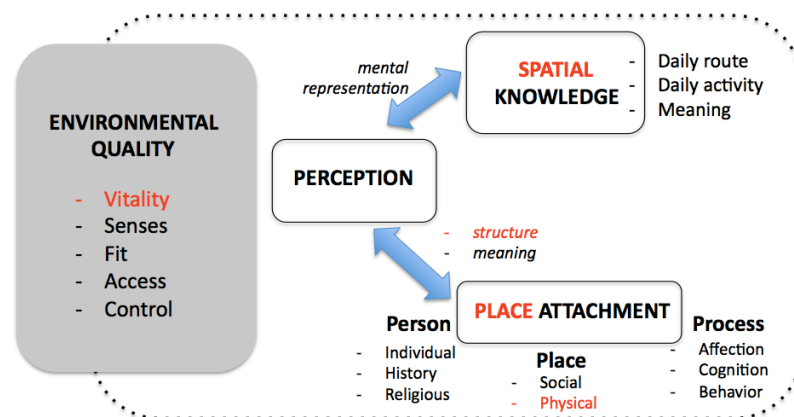 ENVIRONMENTAL
QUALITY
- Vitality
- Senses
- Fit
- Access
- Control
mental
representation
SPATIAL
KNOWLEDGE
- Daily route
- Daily activity
- Meaning
PERCEPTION
- structure
- meaning
PLACE ATTACHMENT
Person
- Individual
- History
- Religious
Place
- Social
- Physical
Process
- Affection
- Cognition
- Behavior